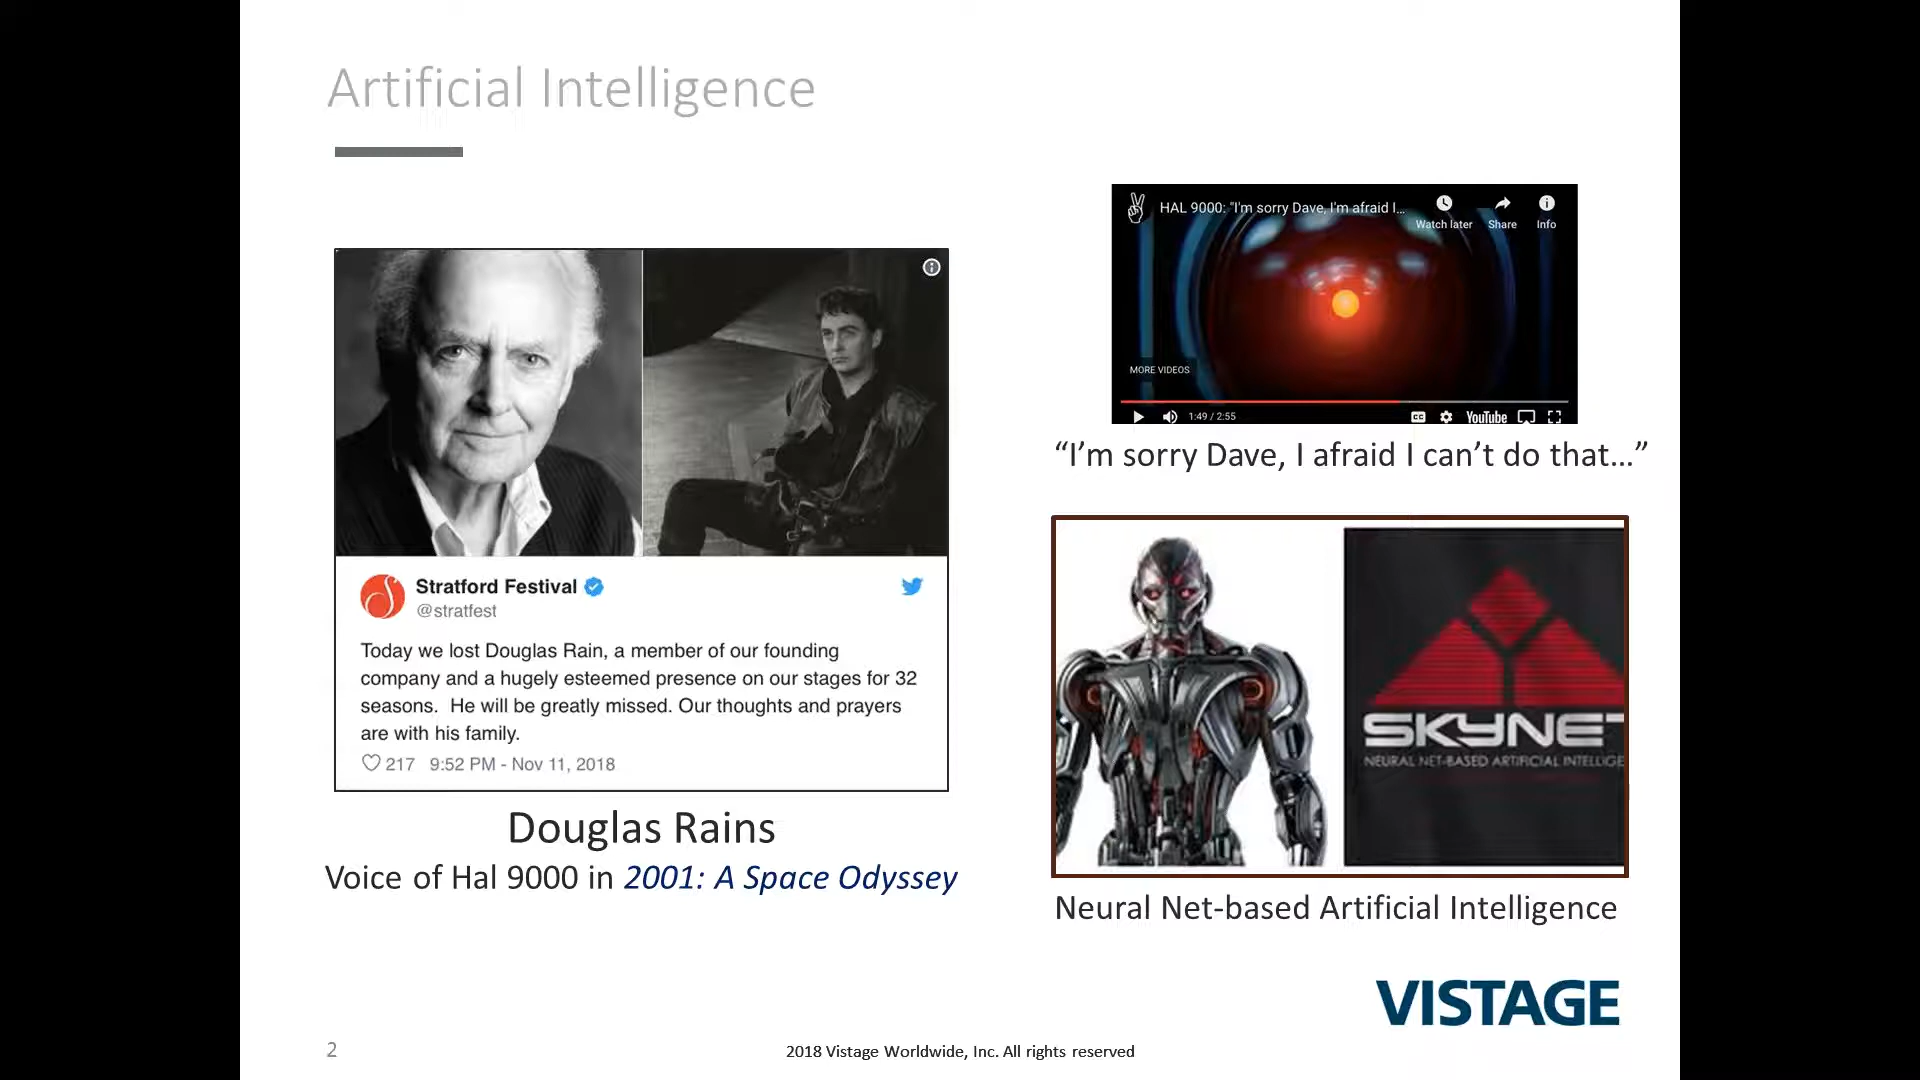 Artificial Intelligence
Stratford Festival
@stratfest
Today we lost Douglas Rain, a member of our founding
company and a hugely esteemed presence on our stages for 32
seasons. He will be greatly missed. Our thoughts and prayers
are with his family.
217 9:52 PM - Nov 11, 2018
Douglas Rains
Voice of Hal 9000 in 2001: A Space Odyssey
HAL 9000: "I'm sorry Dave, I'm afraid I...
Watch later Share Info
MORE VIDEOS
1:49 / 2:55
CC YouTube
“I’m sorry Dave, I afraid I can’t do that…”
SKYNET
NEURAL NET-BASED ARTIFICIAL INTELLIGE
Neural Net-based Artificial Intelligence
VISTAGE
2
2018 Vistage Worldwide, Inc. All rights reserved